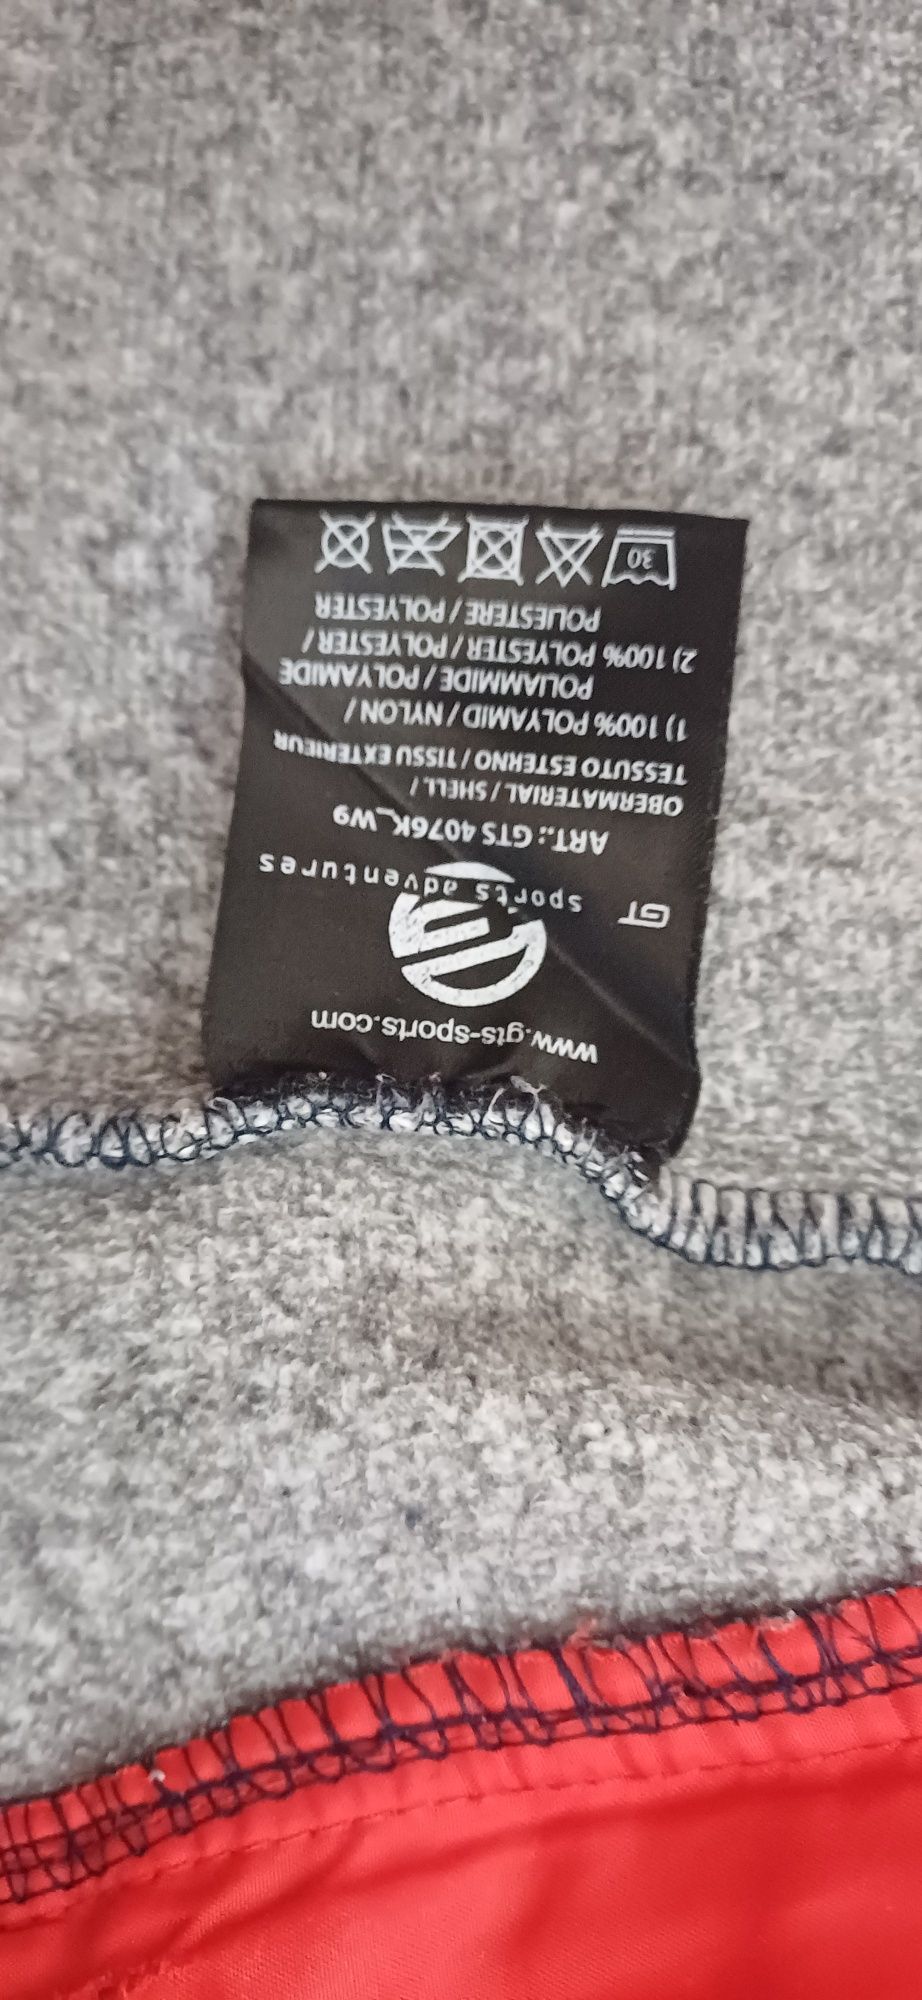 www.gts-sports.com
GT sports adventures
ART.: GTS 4076K_W9
OBERMATERIAL / SHELL /
TESSUTO ESTERNO / TISSU EXTERIEUR
1) 100% POLYAMID / NYLON /
POLIAMMIDE / POLYAMIDE
2) 100% POLYESTER / POLYESTER /
POLIESTERE / POLYESTER
30